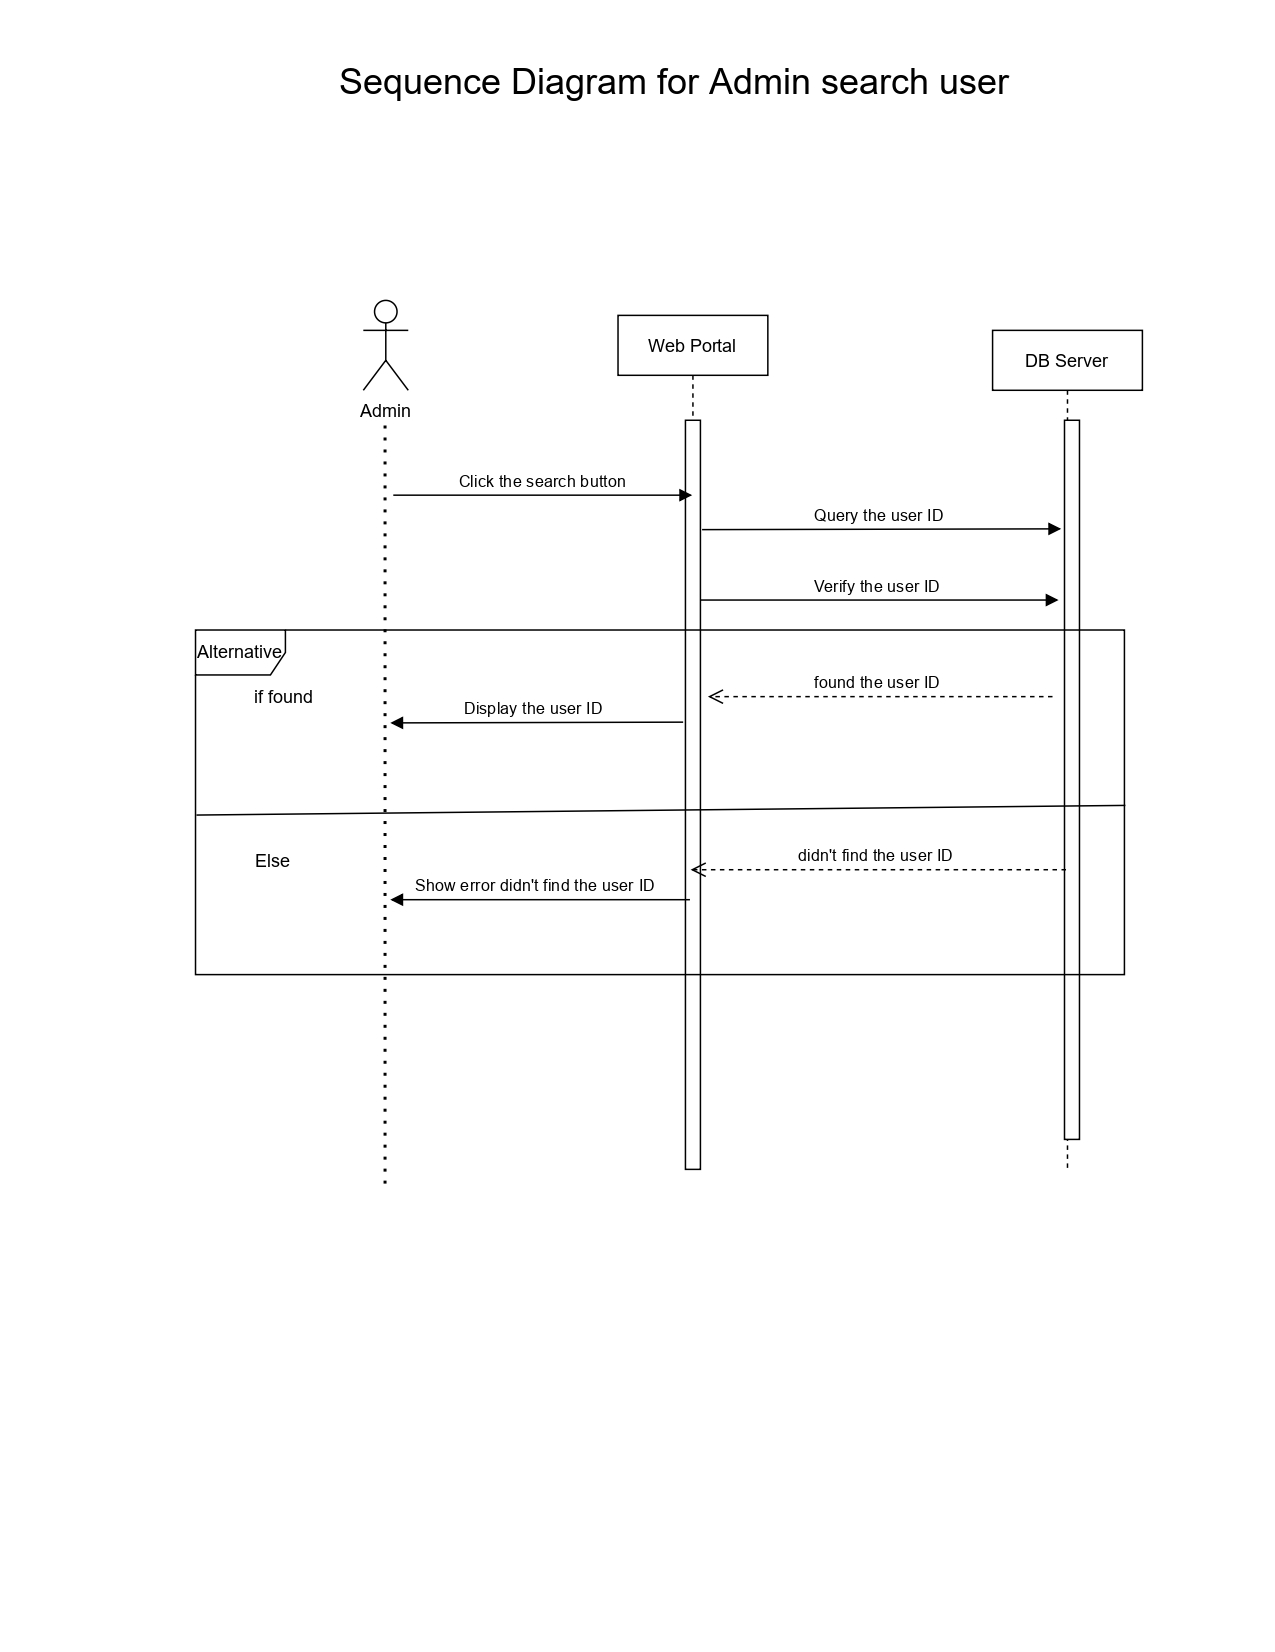 Sequence Diagram for Admin search user
Web Portal
DB Server
Admin
Click the search button
Query the user ID
Verify the user ID
Alternative
if found
found the user ID
Display the user ID
Else
didn't find the user ID
Show error didn't find the user ID